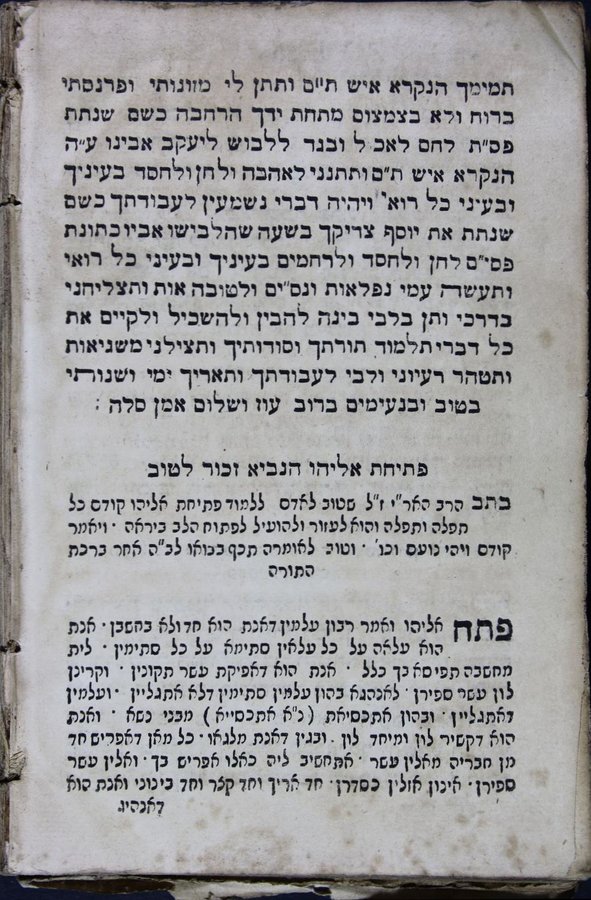 תמימך הנקרא איש תי"ם ותתן לי מזונותי ופרנסתי
ברוח ולא בצמצום מתחת ידך הרחבה כשם שנתת
פס"ת לחם לאכל ובגד ללבוש ליעקב אבינו ע"ה
הנקרא איש ת"ם ותתנני לאהבה ולחן ולחסד בעיניך
ובעיני כל רואי ויהיה דברי נשמעין לעבודתך כשם
שנתת את יוסף צדיקך בשעה שהלבישו אביו כתונת
פסי"ם לחן ולחסד ולרחמים בעיניך ובעיני כל רואי
ותעשה עמי נפלאות ונס"ים ולטובה אות ותצליחני
בדרכי ותן בלבי בינה להבין ולהשכיל ולקיים את
כל דברי תלמוד תורתך וסודותיך ותצילני משגיאות
ותטהר רעיוני ולבי לעבודתך ותאריך ימי ושנותי
בטוב ובנעימים ברוב עוז ושלום אמן סלה :
פתיחת אליהו הנביא זכור לטוב
כתב הרב האר"י ז"ל שטוב לאדם ללמוד פתיחת אליהו קודם כל
תפלה ותפלה והוא לעזור ולהועיל לפתוח הלב ביראה · ויאמר
קודם ויהי נועם וכו' · וטוב לאומרה תכף בבואו לב"ה אחר ברכת
התורה
פתח אליהו ואמר רבון עלמין דאנת הוא חד ולא בחשבן · אנת
הוא עלאה על כל עלאין סתימא על כל סתימין · לית
מחשבה תפיסא בך כלל · אנת הוא דאפיקת עשר תקונין · וקרינן
לון עשר ספירן · לאנהגא בהון עלמין סתימין דלא אתגליין · ועלמין
דאתגליין · ובהון אתכסיאת (נ"א אתכסייא) מבני נשא · ואנת
הוא דקשיר לון ומיחד לון · ובגין דאנת מלגאו · כל מאן דאפריש חד
מן חבריה מאלין עשר · אתחשיב ליה כאלו אפריש בך · ואלין עשר
ספירן · אינון אזלין כסדרן · חד אריך וחד קצר וחד בינוני ואנת הוא
דאנהיג